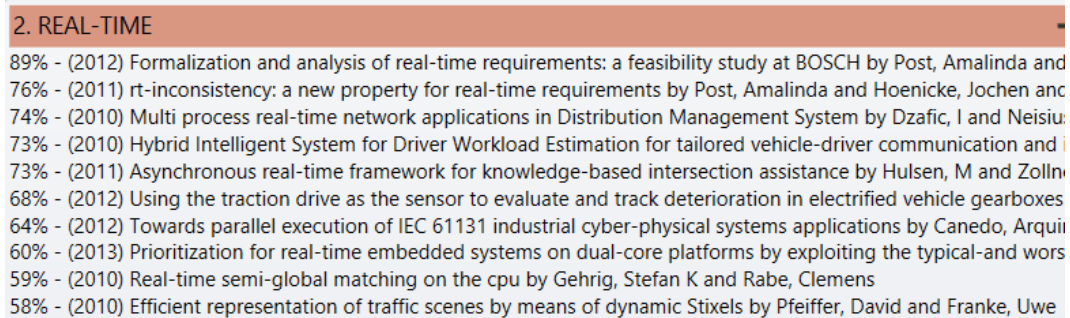 2. REAL-TIME
89% - (2012) Formalization and analysis of real-time requirements: a feasibility study at BOSCH by Post, Amalinda and
76% - (2011) rt-inconsistency: a new property for real-time requirements by Post, Amalinda and Hoenicke, Jochen and
74% - (2010) Multi process real-time network applications in Distribution Management System by Dzafic, I and Neisius
73% - (2010) Hybrid Intelligent System for Driver Workload Estimation for tailored vehicle-driver communication and i
73% - (2011) Asynchronous real-time framework for knowledge-based intersection assistance by Hulsen, M and Zollne
68% - (2012) Using the traction drive as the sensor to evaluate and track deterioration in electrified vehicle gearboxes
64% - (2012) Towards parallel execution of IEC 61131 industrial cyber-physical systems applications by Canedo, Arqui
60% - (2013) Prioritization for real-time embedded systems on dual-core platforms by exploiting the typical-and wors
59% - (2010) Real-time semi-global matching on the cpu by Gehrig, Stefan K and Rabe, Clemens
58% - (2010) Efficient representation of traffic scenes by means of dynamic Stixels by Pfeiffer, David and Franke, Uwe